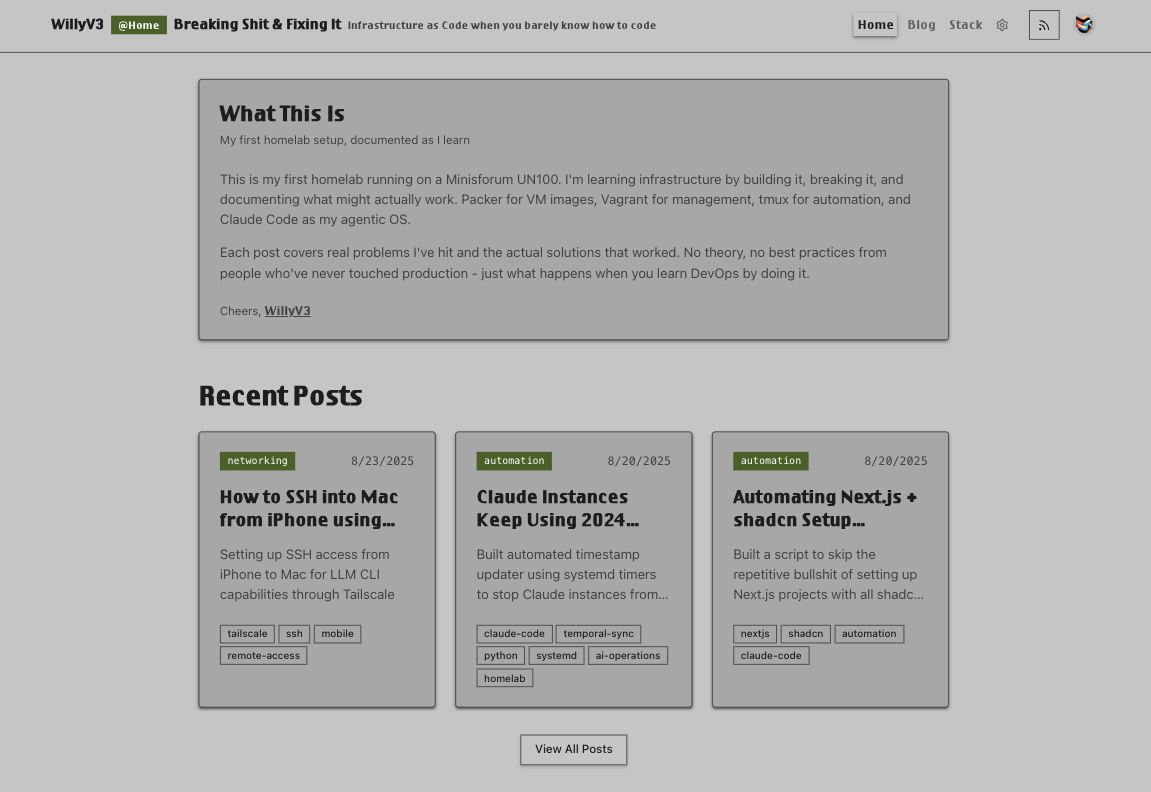 WillyV3 @Home Breaking Shit & Fixing It Infrastructure as Code when you barely know how to code Home Blog Stack
What This Is
My first homelab setup, documented as I learn
This is my first homelab running on a Minisforum UN100. I'm learning infrastructure by building it, breaking it, and
documenting what might actually work. Packer for VM images, Vagrant for management, tmux for automation, and
Claude Code as my agentic OS.
Each post covers real problems I've hit and the actual solutions that worked. No theory, no best practices from
people who've never touched production - just what happens when you learn DevOps by doing it.
Cheers, WillyV3
Recent Posts
networking 8/23/2025
How to SSH into Mac
from iPhone using...
Setting up SSH access from
iPhone to Mac for LLM CLI
capabilities through Tailscale
tailscale ssh mobile
remote-access
automation 8/20/2025
Claude Instances
Keep Using 2024...
Built automated timestamp
updater using systemd timers
to stop Claude instances from...
claude-code temporal-sync
python systemd ai-operations
homelab
automation 8/20/2025
Automating Next.js +
shadcn Setup...
Built a script to skip the
repetitive bullshit of setting up
Next.js projects with all shadc...
nextjs shadcn automation
claude-code
View All Posts